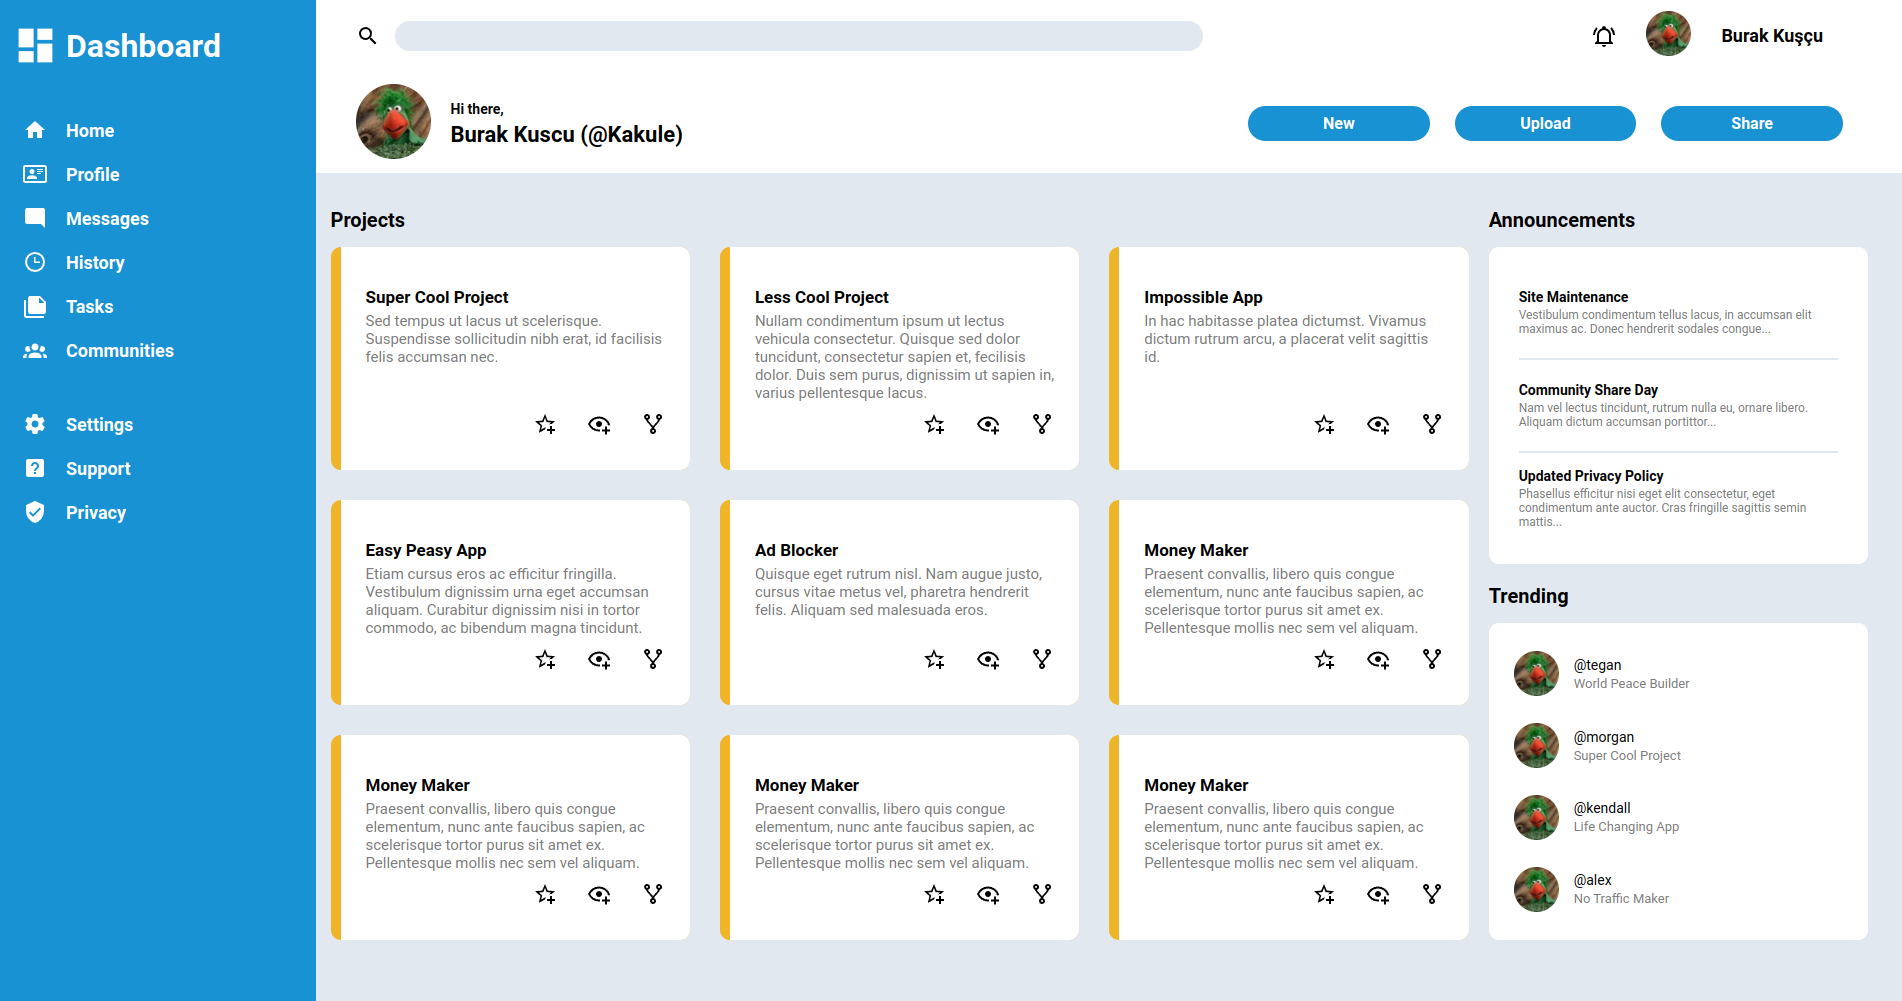 Dashboard
Home
Profile
Messages
History
Tasks
Communities
Settings
Support
Privacy
Burak Kuşçu
Hi there,
Burak Kuscu (@Kakule)
New
Upload
Share
Projects
Super Cool Project
Sed tempus ut lacus ut scelerisque.
Suspendisse sollicitudin nibh erat, id facilisis
felis accumsan nec.
Less Cool Project
Nullam condimentum ipsum ut lectus
vehicula consectetur. Quisque sed dolor
tuncidunt, consectetur sapien et, fecilisis
dolor. Duis sem purus, dignissim ut sapien in,
varius pellentesque lacus.
Impossible App
In hac habitasse platea dictumst. Vivamus
dictum rutrum arcu, a placerat velit sagittis
id.
Easy Peasy App
Etiam cursus eros ac efficitur fringilla.
Vestibulum dignissim urna eget accumsan
aliquam. Curabitur dignissim nisi in tortor
commodo, ac bibendum magna tincidunt.
Ad Blocker
Quisque eget rutrum nisl. Nam augue justo,
cursus vitae metus vel, pharetra hendrerit
felis. Aliquam sed malesuada eros.
Money Maker
Praesent convallis, libero quis congue
elementum, nunc ante faucibus sapien, ac
scelerisque tortor purus sit amet ex.
Pellentesque mollis nec sem vel aliquam.
Money Maker
Praesent convallis, libero quis congue
elementum, nunc ante faucibus sapien, ac
scelerisque tortor purus sit amet ex.
Pellentesque mollis nec sem vel aliquam.
Money Maker
Praesent convallis, libero quis congue
elementum, nunc ante faucibus sapien, ac
scelerisque tortor purus sit amet ex.
Pellentesque mollis nec sem vel aliquam.
Money Maker
Praesent convallis, libero quis congue
elementum, nunc ante faucibus sapien, ac
scelerisque tortor purus sit amet ex.
Pellentesque mollis nec sem vel aliquam.
Announcements
Site Maintenance
Vestibulum condimentum tellus lacus, in accumsan elit
maximus ac. Donec hendrerit sodales congue...
Community Share Day
Nam vel lectus tincidunt, rutrum nulla eu, ornare libero.
Aliquam dictum accumsan portittor...
Updated Privacy Policy
Phasellus efficitur nisi eget elit consectetur, eget
condimentum ante auctor. Cras fringille sagittis semin
mattis...
Trending
@tegan
World Peace Builder
@morgan
Super Cool Project
@kendall
Life Changing App
@alex
No Traffic Maker